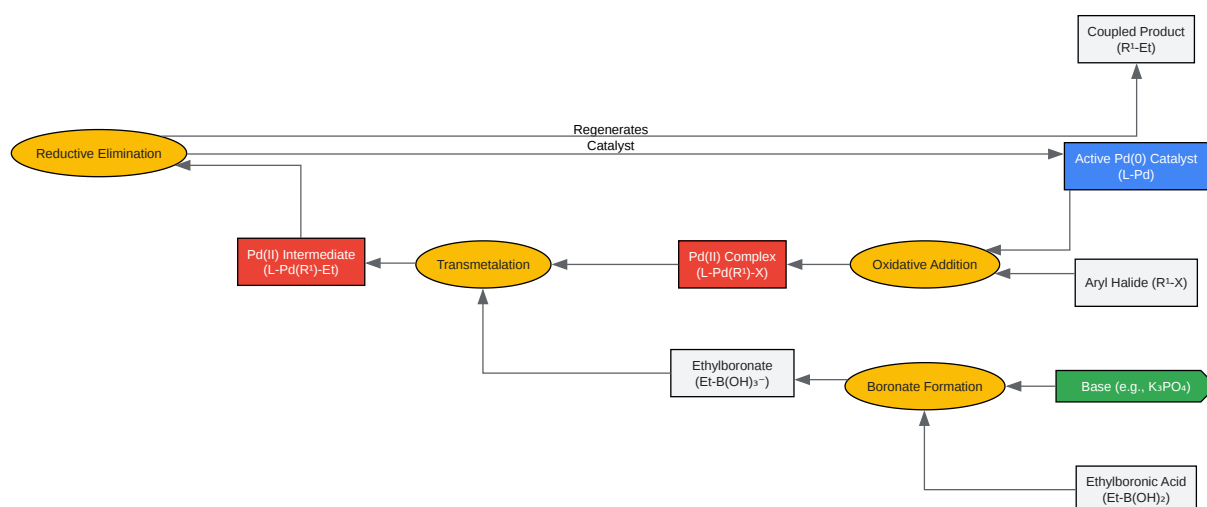 Coupled Product
(R¹-Et)
Regenerates
Catalyst
Reductive Elimination
Active Pd(0) Catalyst
(L-Pd)
Pd(II) Intermediate
(L-Pd(R¹)-Et)
Transmetalation
Pd(II) Complex
(L-Pd(R¹)-X)
Oxidative Addition
Aryl Halide (R¹-X)
Ethylboronate
(Et-B(OH)₃⁻)
Boronate Formation
Base (e.g., K₃PO₄)
Ethylboronic Acid
(Et-B(OH)₂)